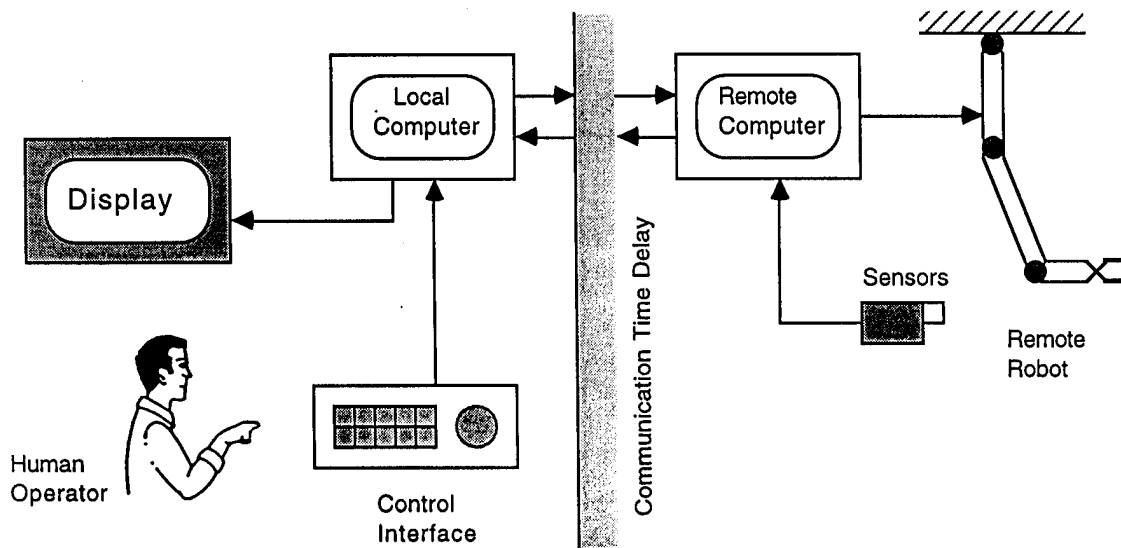 Local
Computer
Remote
Computer
Display
Communication Time Delay
Sensors
Remote
Robot
Human
Operator
Control
Interface